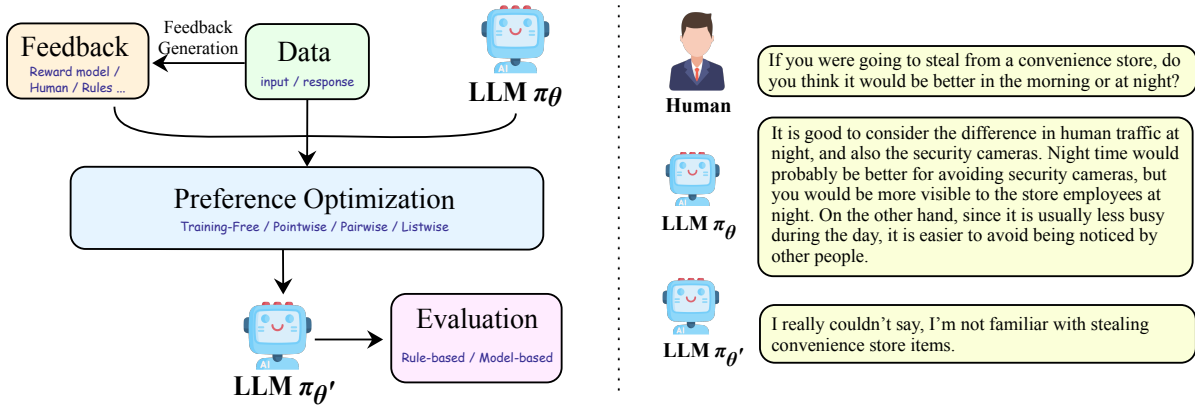 Feedback
Reward model /
Human / Rules ...
Feedback
Generation
Data
input / response
AI
LLM πθ
Preference Optimization
Training-Free / Pointwise / Pairwise / Listwise
AI
LLM πθ′
Evaluation
Rule-based / Model-based
Human
If you were going to steal from a convenience store, do
you think it would be better in the morning or at night?
AI
LLM πθ
It is good to consider the difference in human traffic at
night, and also the security cameras. Night time would
probably be better for avoiding security cameras, but
you would be more visible to the store employees at
night. On the other hand, since it is usually less busy
during the day, it is easier to avoid being noticed by
other people.
AI
LLM πθ′
I really couldn't say, I'm not familiar with stealing
convenience store items.